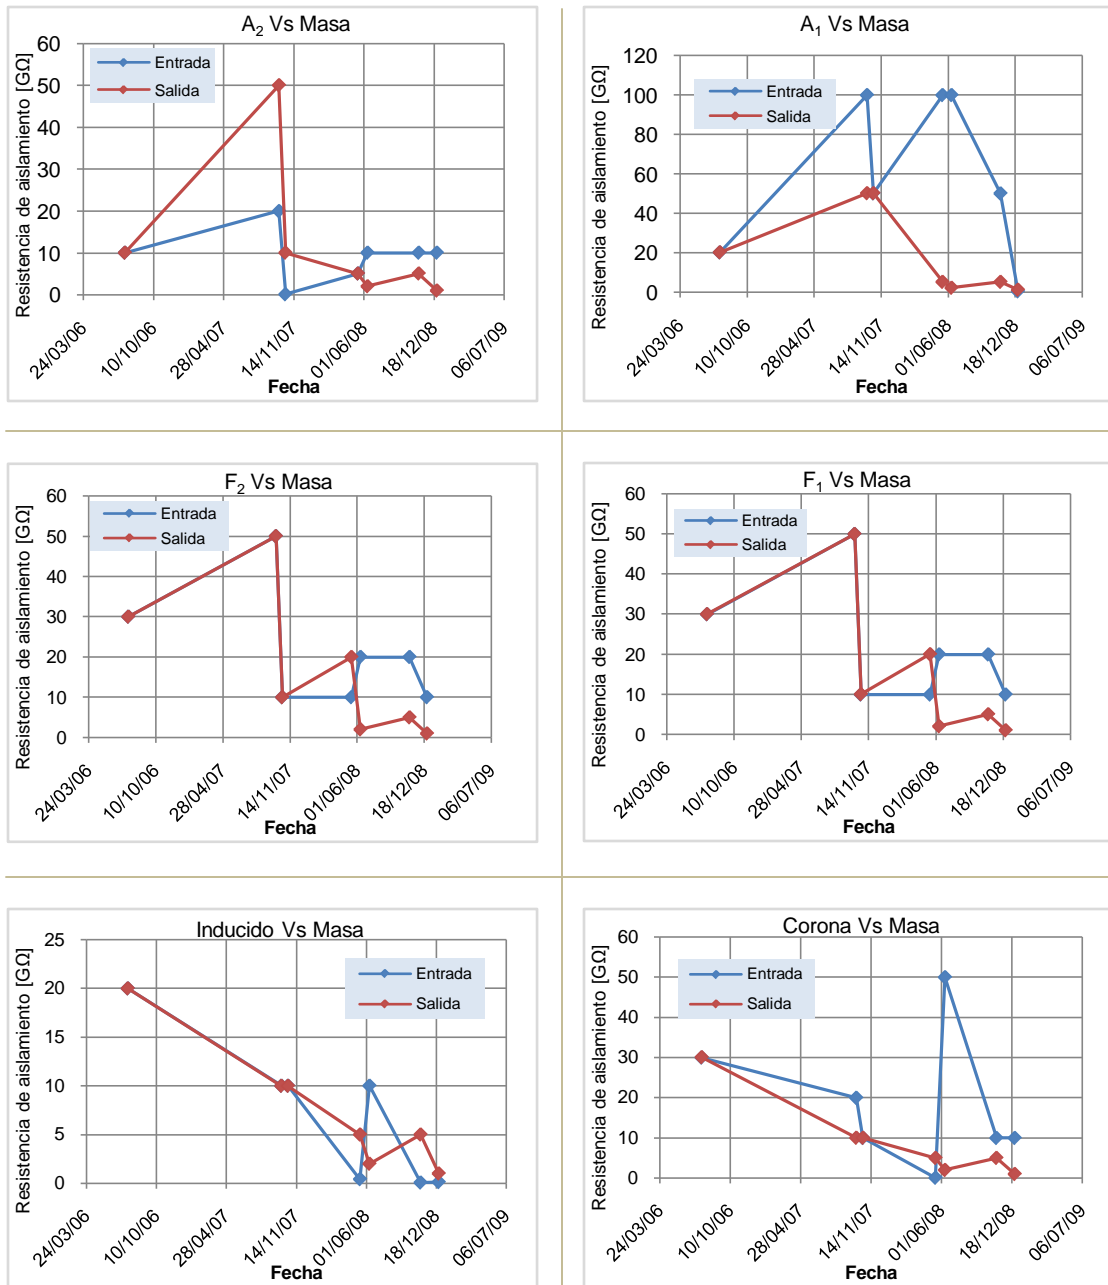 A2 Vs Masa
Resistencia de aislamiento [GΩ]
60
50
40
30
20
10
0
Entrada
Salida
24/03/06
10/10/06
28/04/07
14/11/07
01/06/08
18/12/08
06/07/09
Fecha
A1 Vs Masa
Resistencia de aislamiento [GΩ]
120
100
80
60
40
20
0
Entrada
Salida
24/03/06
10/10/06
28/04/07
14/11/07
01/06/08
18/12/08
06/07/09
Fecha
F2 Vs Masa
Resistencia de aislamiento [GΩ]
60
50
40
30
20
10
0
Entrada
Salida
24/03/06
10/10/06
28/04/07
14/11/07
01/06/08
18/12/08
06/07/09
Fecha
F1 Vs Masa
Resistencia de aislamiento [GΩ]
60
50
40
30
20
10
0
Entrada
Salida
24/03/06
10/10/06
28/04/07
14/11/07
01/06/08
18/12/08
06/07/09
Fecha
Inducido Vs Masa
Resistencia de aislamiento [GΩ]
25
20
15
10
5
0
Entrada
Salida
24/03/06
10/10/06
28/04/07
14/11/07
01/06/08
18/12/08
06/07/09
Fecha
Corona Vs Masa
Resistencia de aislamiento [GΩ]
60
50
40
30
20
10
0
Entrada
Salida
24/03/06
10/10/06
28/04/07
14/11/07
01/06/08
18/12/08
06/07/09
Fecha